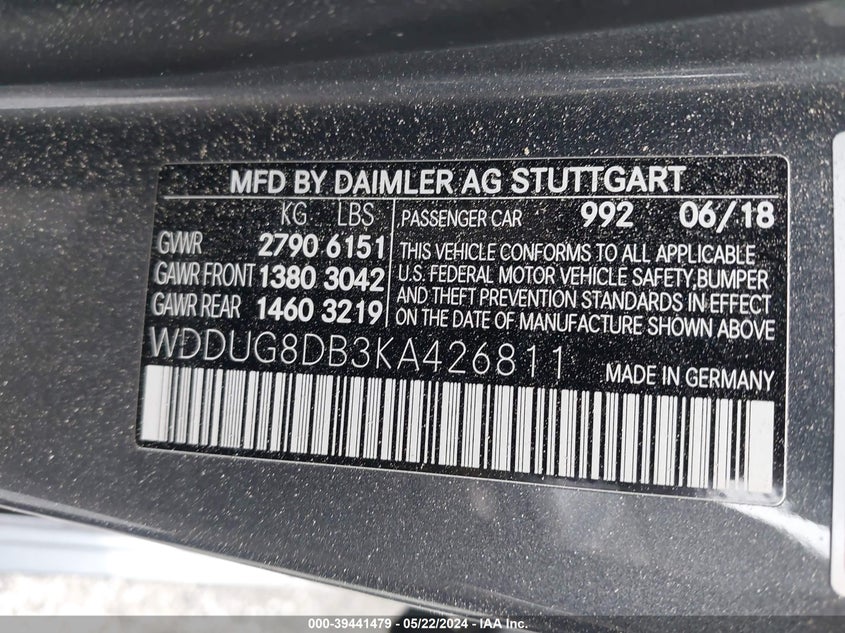 MFD BY DAIMLER AG STUTTGART
KG LBS
GVWR 2790 6151
GAWR FRONT 1380 3042
GAWR REAR 1460 3219
PASSENGER CAR 992 06/18
THIS VEHICLE CONFORMS TO ALL APPLICABLE
U.S. FEDERAL MOTOR VEHICLE SAFETY,BUMPER
AND THEFT PREVENTION STANDARDS IN EFFECT
ON THE DATE OF MANUFACTURE SHOWN ABOVE
WDDUG8DB3KA426811
MADE IN GERMANY
000-39441479 - 05/22/2024 - IAA Inc.